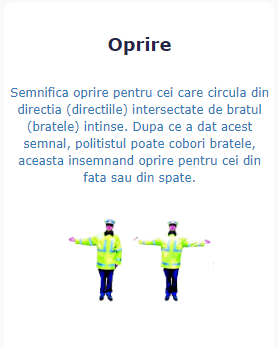 Oprire
Semnifica oprire pentru cei care circula din
directia (directiile) intersectate de bratul
(bratele) intinse. Dupa ce a dat acest
semnal, politistul poate cobori bratele,
aceasta insemnand oprire pentru cei din
fata sau din spate.